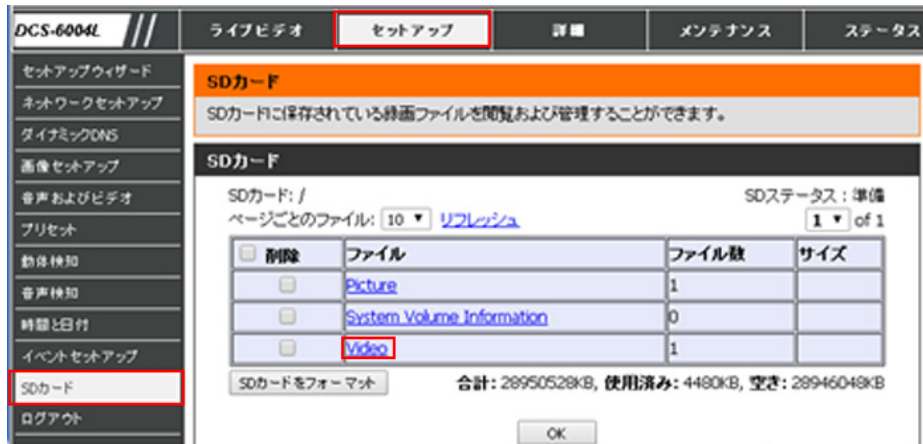 DCS-6004L
ライブビデオ
セットアップ
詳細
メンテナンス
ステータス
セットアップウィザード
ネットワークセットアップ
ダイナミックDNS
画像セットアップ
音声およびビデオ
プリセット
動体検知
音声検知
時間と日付
イベントセットアップ
SDカード
ログアウト
SDカード
SDカードに保存されている録画ファイルを閲覧および管理することができます。
SDカード
SDカード: / SDステータス : 準備
ページごとのファイル: 10 リフレッシュ 1 of 1
削除 ファイル ファイル数 サイズ
Picture 1
System Volume Information 0
Video 1
SDカードをフォーマット 合計: 28950528KB, 使用済み: 4480KB, 空き: 28946048KB
OK